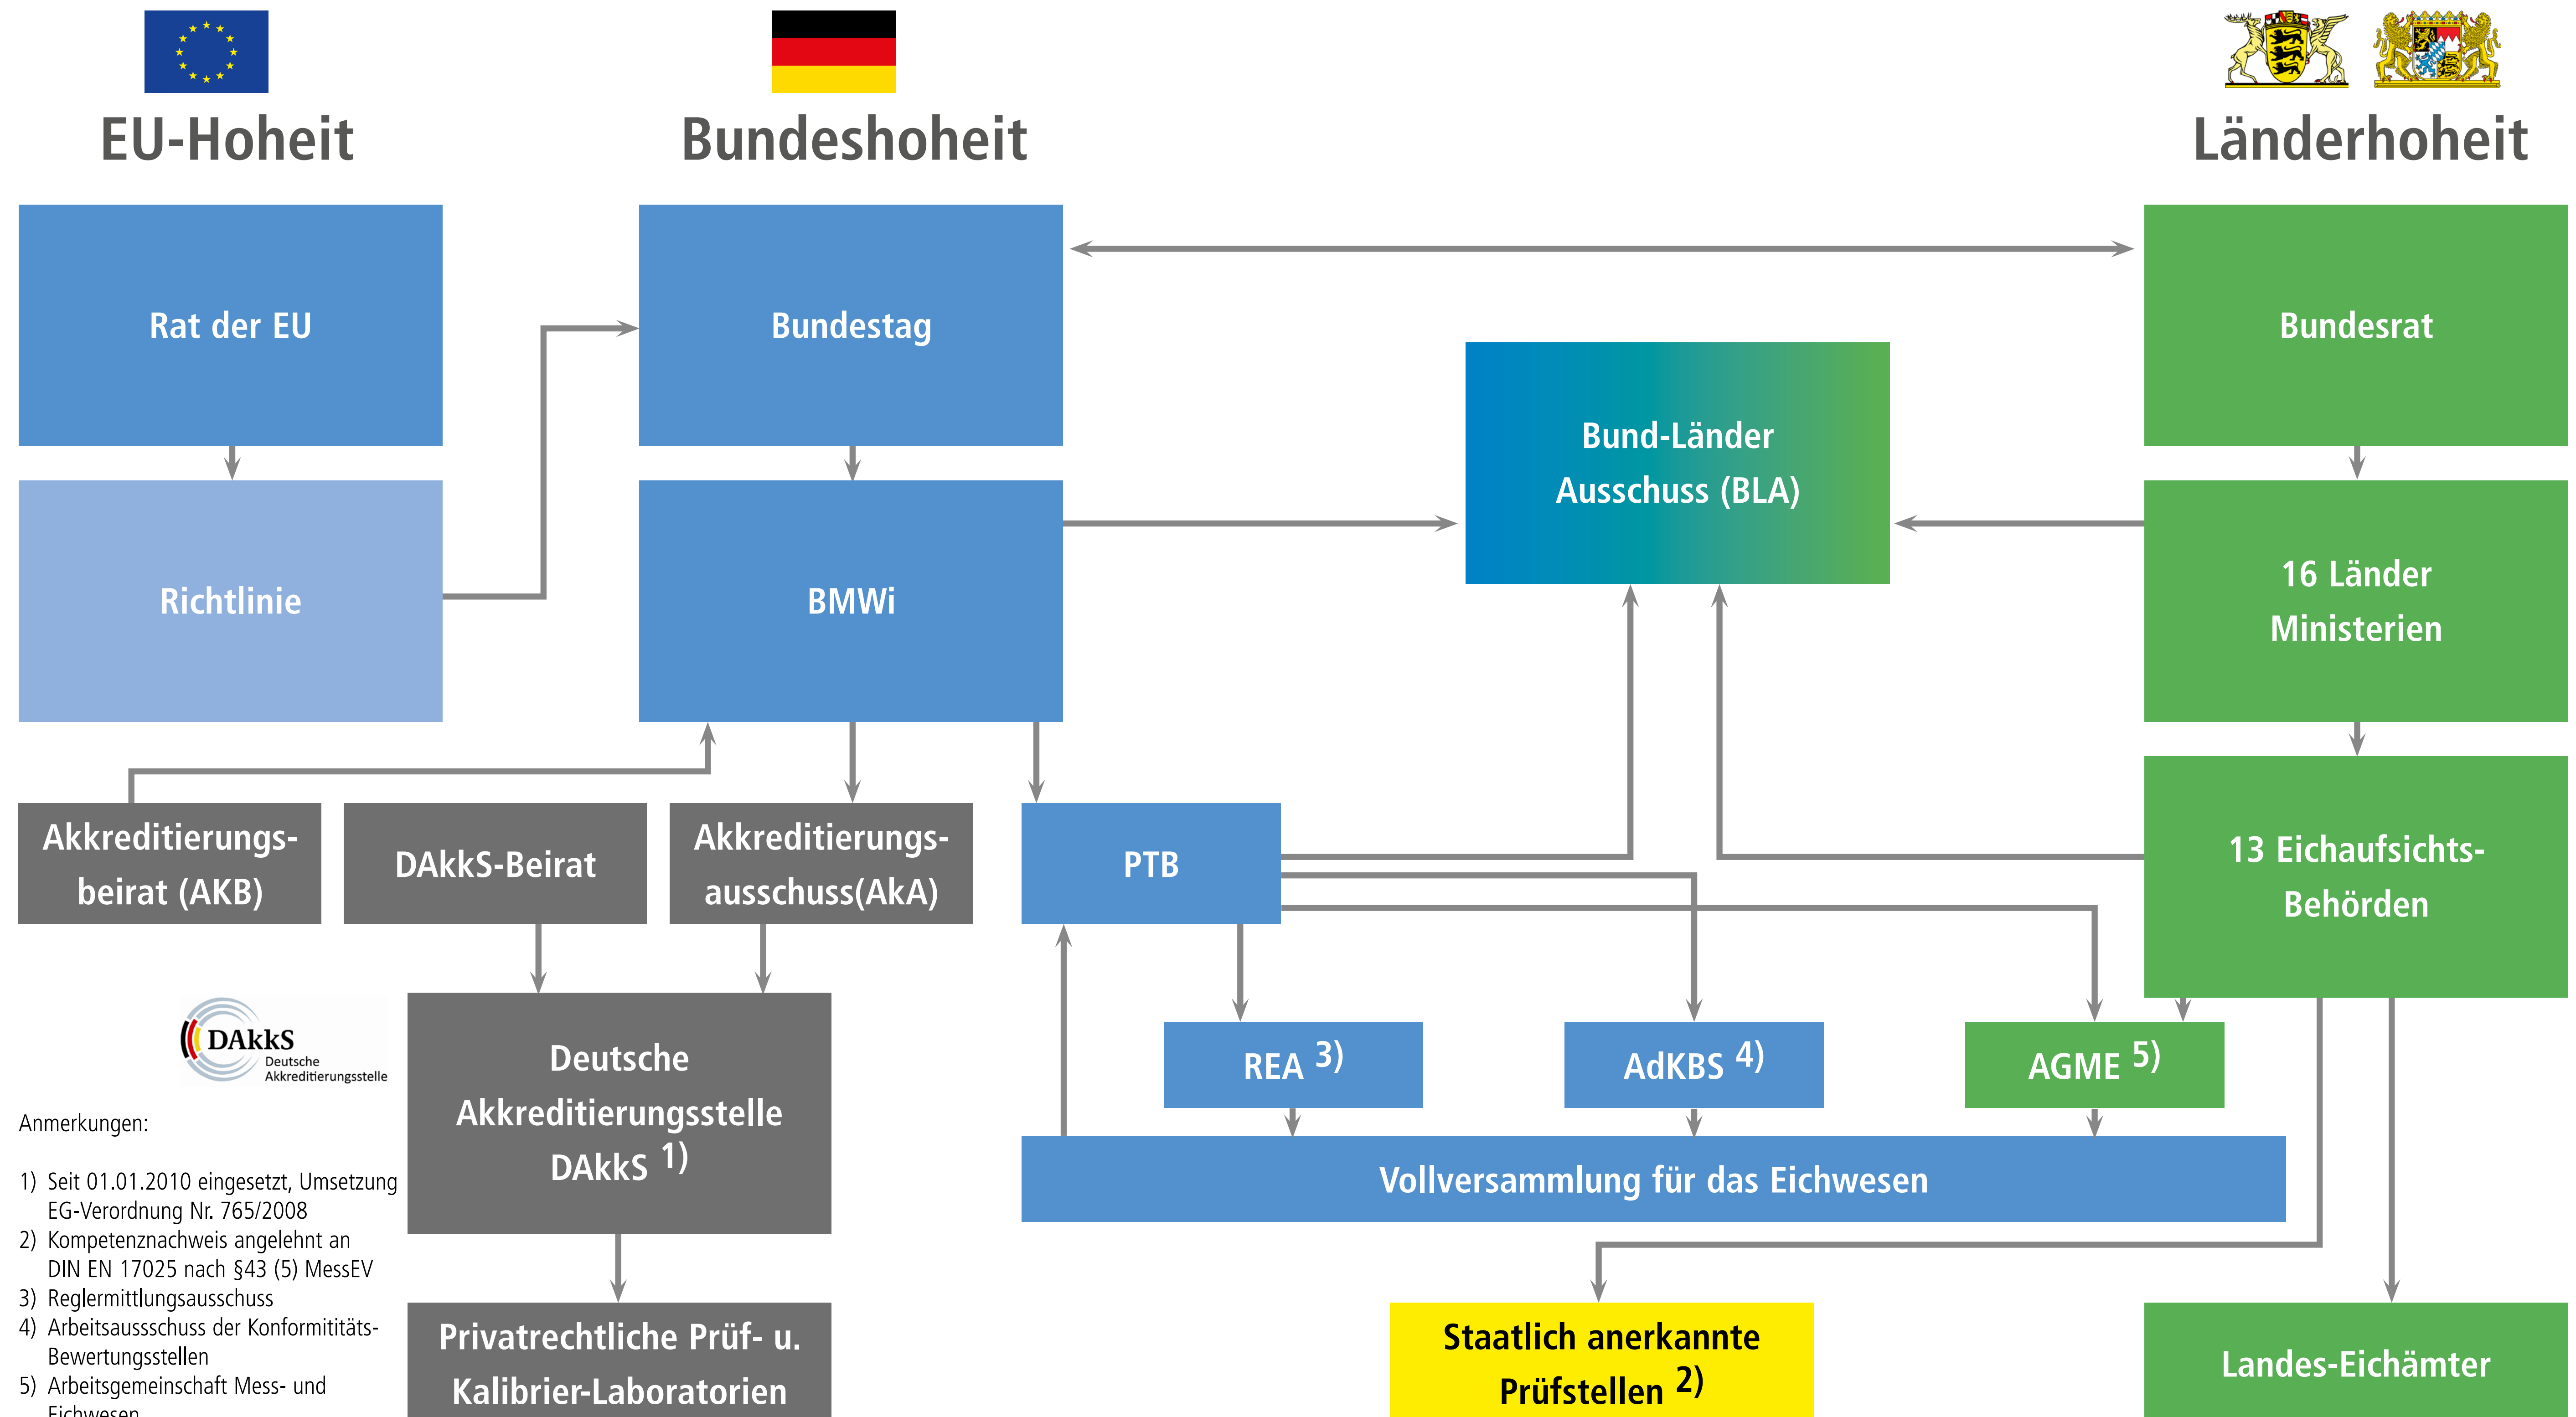 EU-Hoheit
Bundeshoheit
Länderhoheit
Rat der EU
Bundestag
Bundesrat
Bund-Länder
Ausschuss (BLA)
Richtlinie
BMWi
16 Länder
Ministerien
Akkreditierungs-
beirat (AKB)
DAkkS-Beirat
Akkreditierungs-
ausschuss(AkA)
PTB
13 Eichaufsichts-
Behörden
DAkkS
Deutsche
Akkreditierungsstelle
Deutsche
Akkreditierungsstelle
DAkkS 1)
REA 3)
AdKBS 4)
AGME 5)
Vollversammlung für das Eichwesen
Anmerkungen:
1) Seit 01.01.2010 eingesetzt, Umsetzung
EG-Verordnung Nr. 765/2008
2) Kompetenznachweis angelehnt an
DIN EN 17025 nach §43 (5) MessEV
3) Reglermittlungsausschuss
4) Arbeitsaussschuss der Konformititäts-
Bewertungsstellen
5) Arbeitsgemeinschaft Mess- und
Eichwesen
Privatrechtliche Prüf- u.
Kalibrier-Laboratorien
Staatlich anerkannte
Prüfstellen 2)
Landes-Eichämter